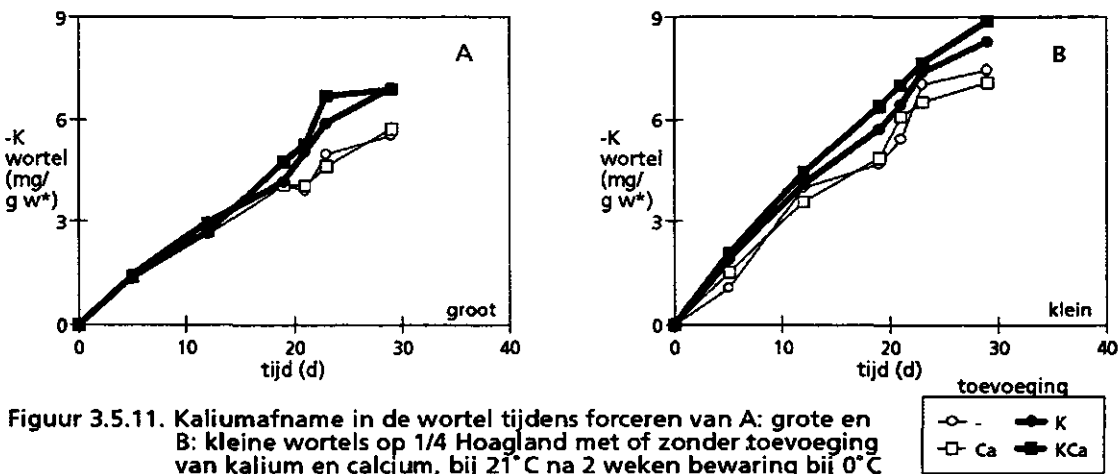 9
6
3
0
-K
wortel
(mg/
g w*)
A
groot
0
10
20
30
40
tijd (d)
9
6
3
0
-K
wortel
(mg/
g w*)
B
klein
0
10
20
30
40
tijd (d)
toevoeging
- K
Ca KCa
Figuur 3.5.11. Kaliumafname in de wortel tijdens forceren van A: grote en
B: kleine wortels op 1/4 Hoagland met of zonder toevoeging
van kalium en calcium, bij 21°C na 2 weken bewaring bij 0°C